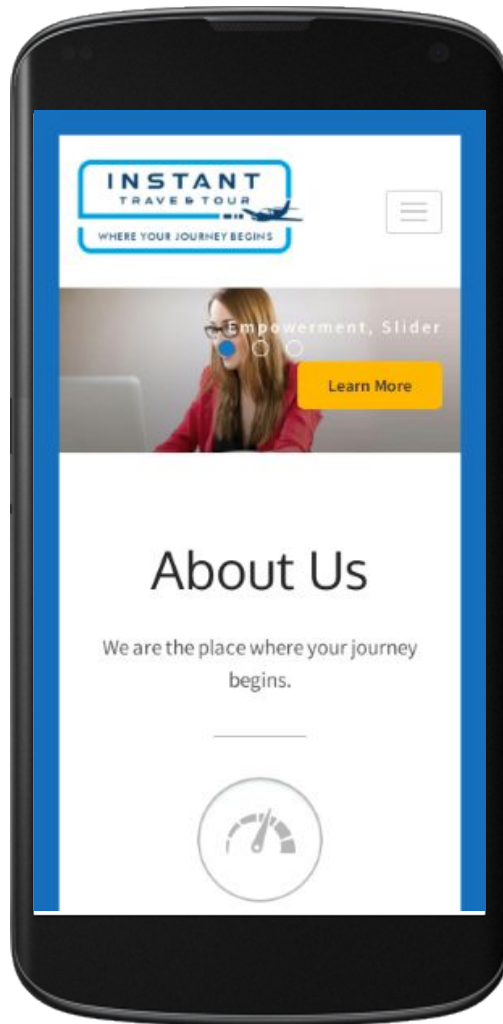 INSTANT
TRAVE & TOUR
WHERE YOUR JOURNEY BEGINS
Empowerment, Slider
Learn More
About Us
We are the place where your journey
begins.